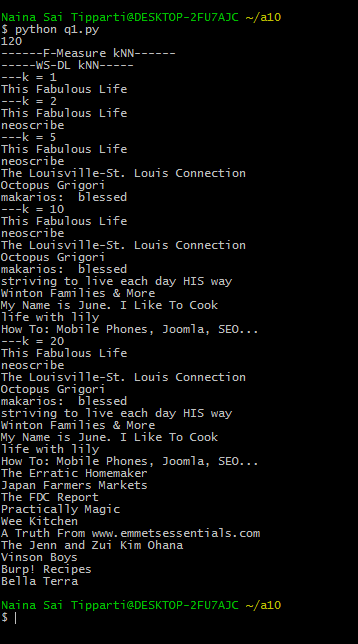 Naina Sai Tipparti@DESKTOP-2FU7AJC ~/a10
$ python q1.py
120
------F-Measure kNN------
-----WS-DL kNN-----
---k = 1
This Fabulous Life
---k = 2
This Fabulous Life
neoscribe
---k = 5
This Fabulous Life
neoscribe
The Louisville-St. Louis Connection
Octopus Grigori
makarios:  blessed
---k = 10
This Fabulous Life
neoscribe
The Louisville-St. Louis Connection
Octopus Grigori
makarios:  blessed
striving to live each day HIS way
Winton Families & More
My Name is June. I Like To Cook
life with lily
How To: Mobile Phones, Joomla, SEO...
---k = 20
This Fabulous Life
neoscribe
The Louisville-St. Louis Connection
Octopus Grigori
makarios:  blessed
striving to live each day HIS way
Winton Families & More
My Name is June. I Like To Cook
life with lily
How To: Mobile Phones, Joomla, SEO...
The Erratic Homemaker
Japan Farmers Markets
The FDC Report
Practically Magic
Wee Kitchen
A Truth From www.emmetsessentials.com
The Jenn and Zui Kim Ohana
Vinson Boys
Burp! Recipes
Bella Terra
Naina Sai Tipparti@DESKTOP-2FU7AJC ~/a10
$